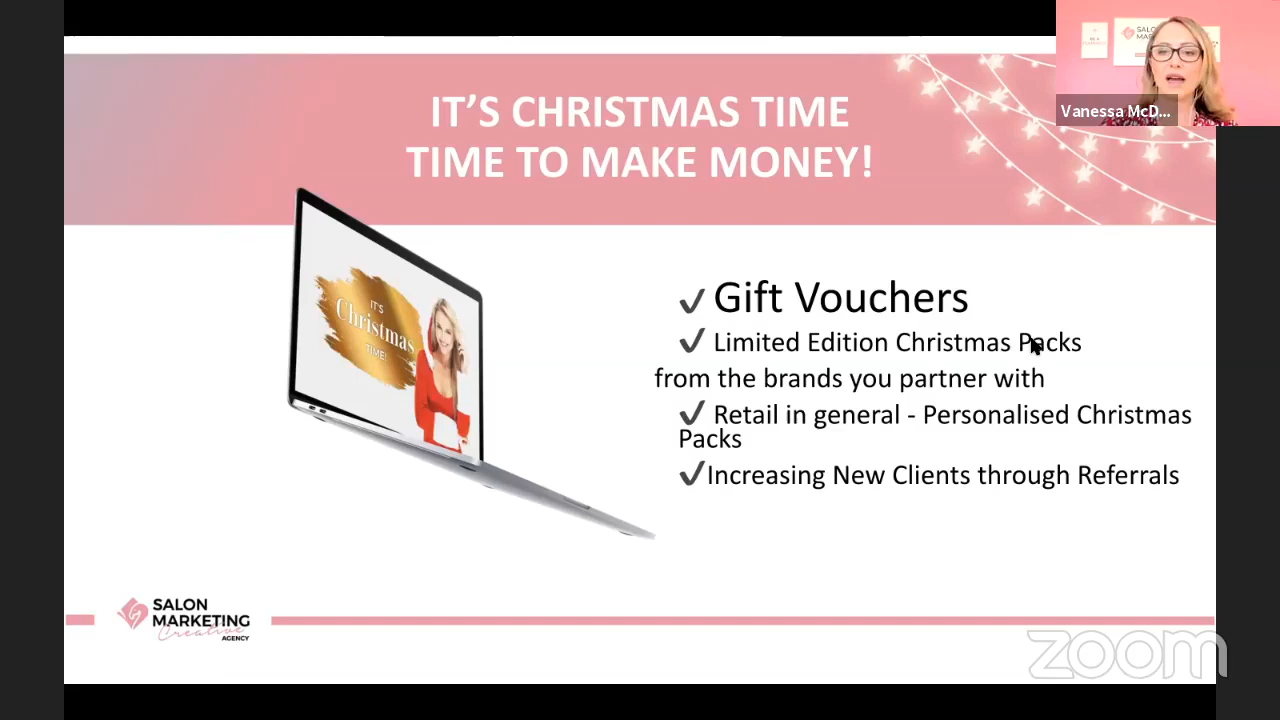 IT'S CHRISTMAS TIME
TIME TO MAKE MONEY!
Vanessa McD...
IT'S
Christmas
TIME!
✔ Gift Vouchers
✔ Limited Edition Christmas Packs
from the brands you partner with
✔ Retail in general - Personalised Christmas
Packs
✔Increasing New Clients through Referrals
SALON
MARKETING
Creative
AGENCY
zoom